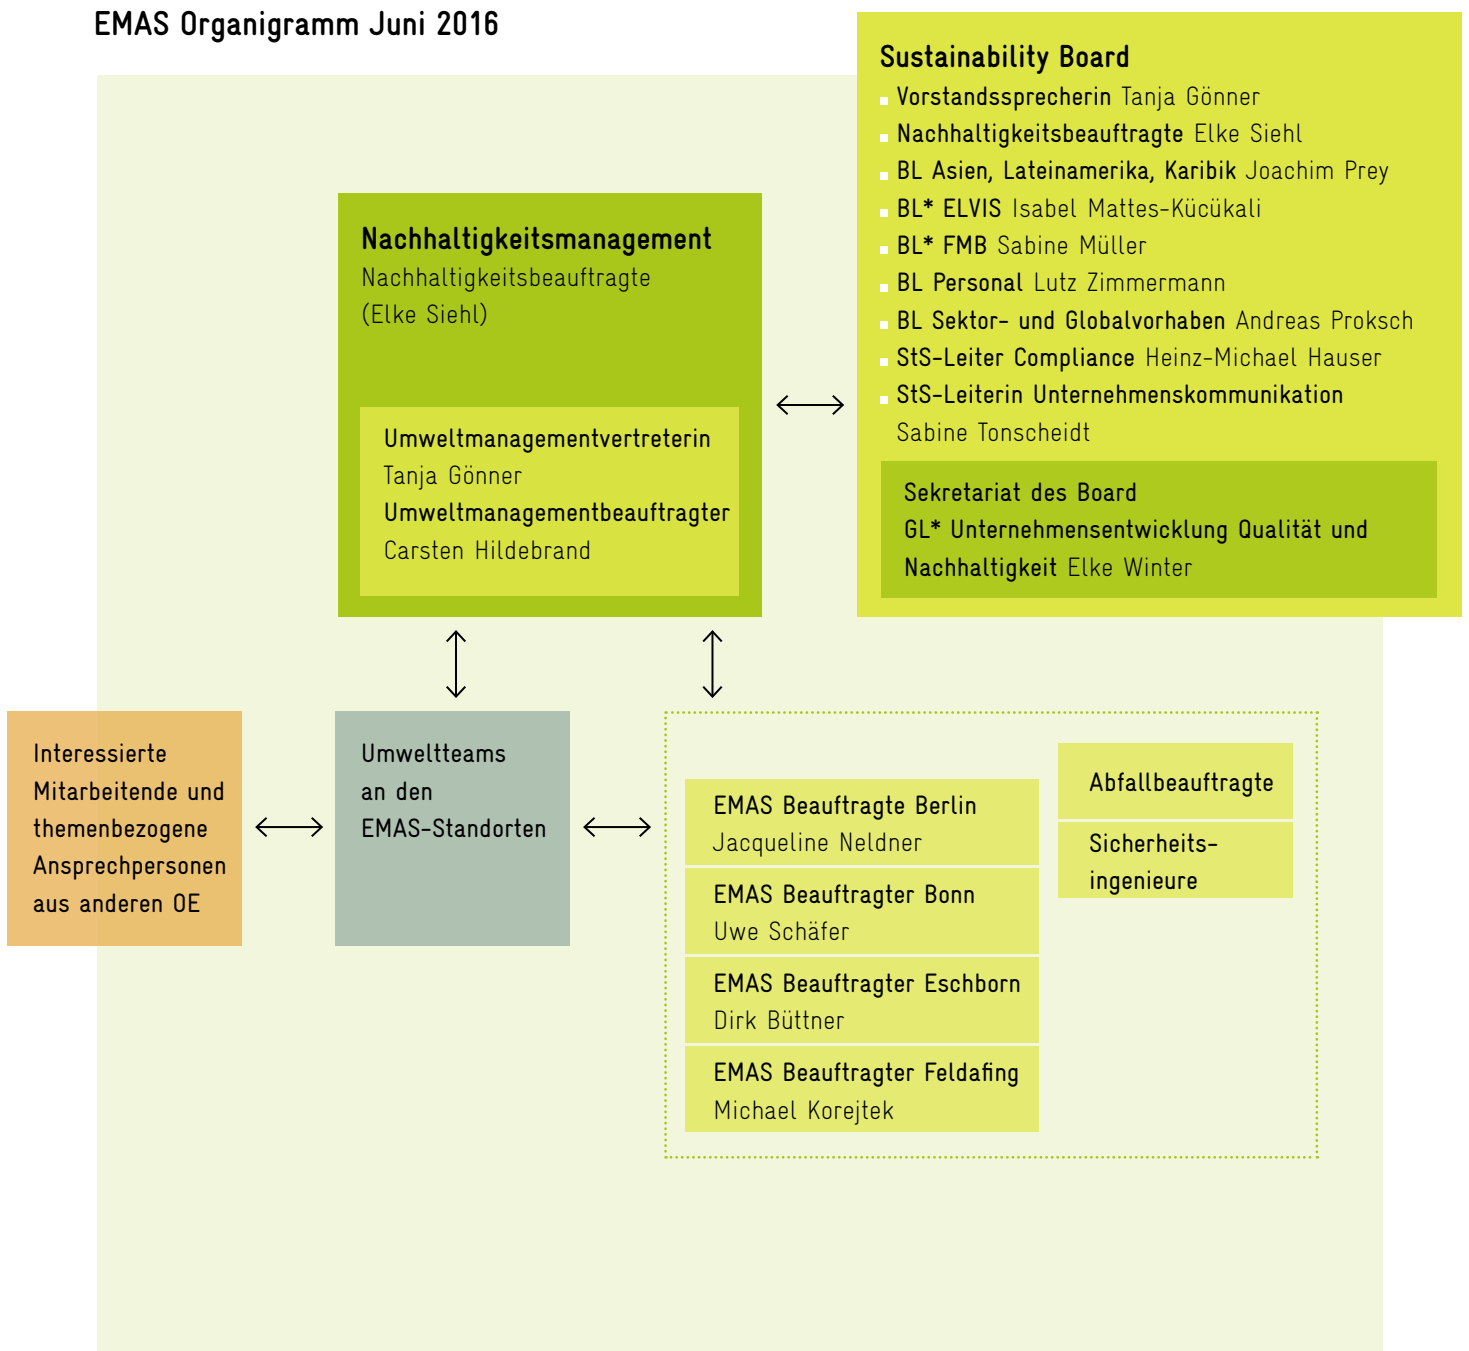 EMAS Organigramm Juni 2016
Sustainability Board
Vorstandssprecherin Tanja Gönner
Nachhaltigkeitsbeauftragte Elke Siehl
BL Asien, Lateinamerika, Karibik Joachim Prey
BL* ELVIS Isabel Mattes-Kücükali
BL* FMB Sabine Müller
BL Personal Lutz Zimmermann
BL Sektor- und Globalvorhaben Andreas Proksch
StS-Leiter Compliance Heinz-Michael Hauser
StS-Leiterin Unternehmenskommunikation
Sabine Tonscheidt
Sekretariat des Board
GL* Unternehmensentwicklung Qualität und
Nachhaltigkeit Elke Winter
Nachhaltigkeitsmanagement
Nachhaltigkeitsbeauftragte
(Elke Siehl)
Umweltmanagementvertreterin
Tanja Gönner
Umweltmanagementbeauftragter
Carsten Hildebrand
Interessierte
Mitarbeitende und
themenbezogene
Ansprechpersonen
aus anderen OE
Umweltteams
an den
EMAS-Standorten
EMAS Beauftragte Berlin
Jacqueline Neldner
EMAS Beauftragter Bonn
Uwe Schäfer
EMAS Beauftragter Eschborn
Dirk Büttner
EMAS Beauftragter Feldafing
Michael Korejtek
Abfallbeauftragte
Sicherheits-
ingenieure